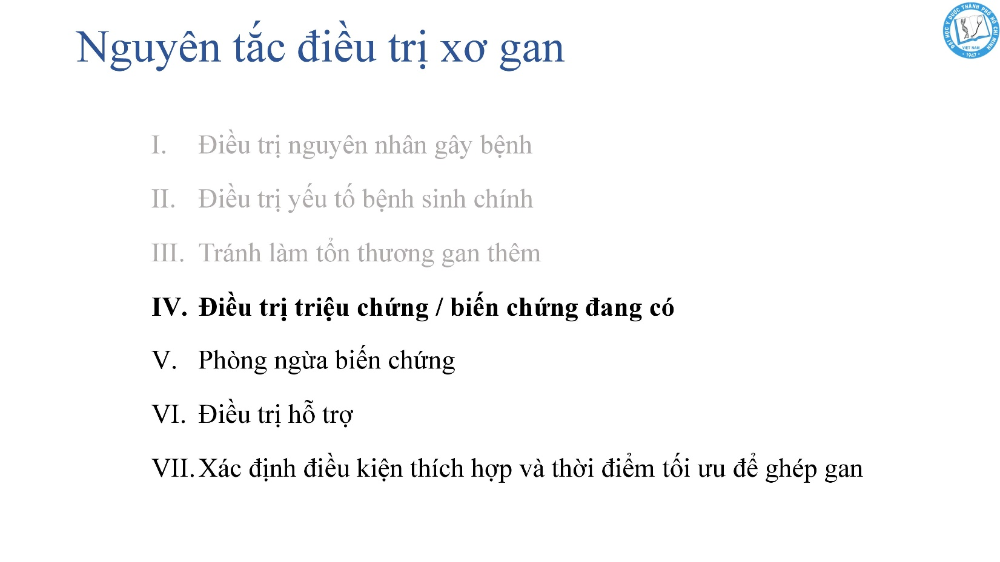 Nguyên tắc điều trị xơ gan
ĐẠI HỌC Y DƯỢC THÀNH PHỐ HỒ CHÍ MINH
VIỆT NAM
• 1947 •
I. Điều trị nguyên nhân gây bệnh
II. Điều trị yếu tố bệnh sinh chính
III. Tránh làm tổn thương gan thêm
IV. Điều trị triệu chứng / biến chứng đang có
V. Phòng ngừa biến chứng
VI. Điều trị hỗ trợ
VII. Xác định điều kiện thích hợp và thời điểm tối ưu để ghép gan